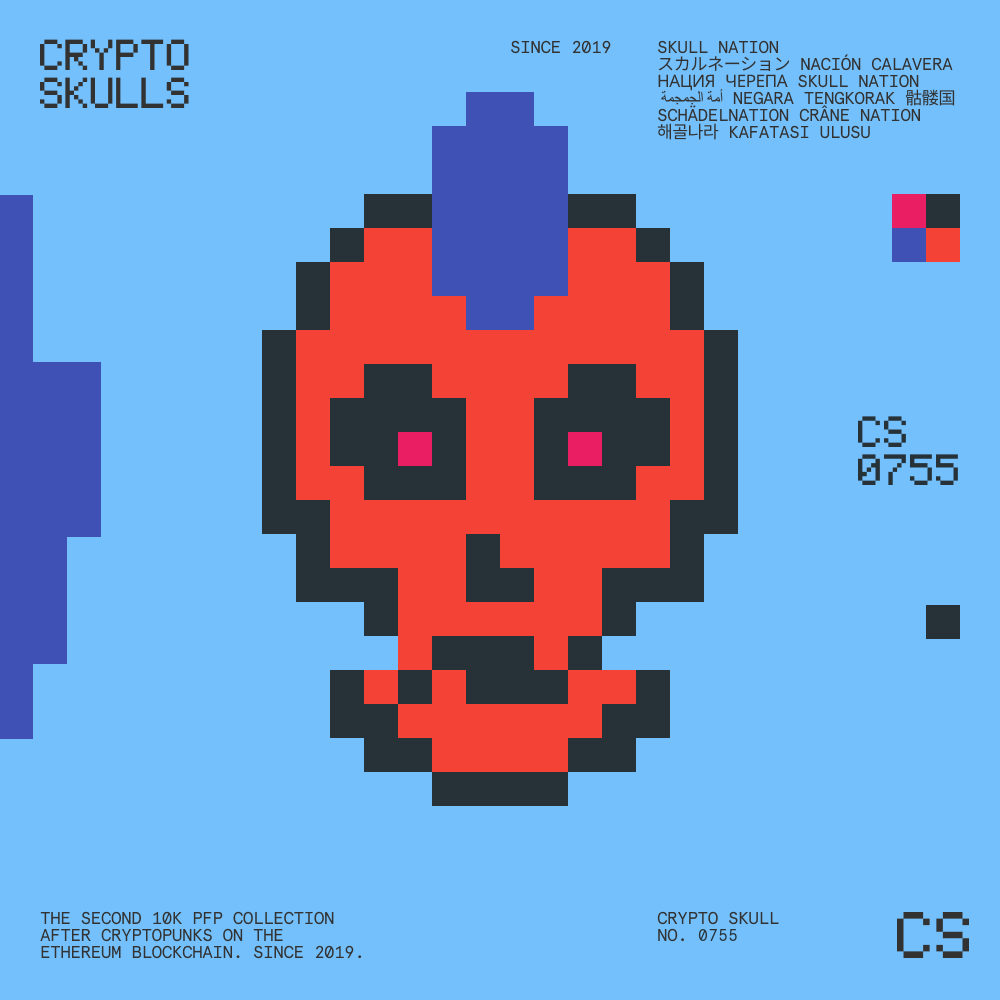 CRYPTO
SKULLS
SINCE 2019
SKULL NATION
スカルネーション NACIÓN CALAVERA
НАЦИЯ ЧЕРЕПА SKULL NATION
أمة الجمجمة NEGARA TENGKORAK 骷髅国
SCHÄDELNATION CRÂNE NATION
해골나라 KAFATASI ULUSU
CS
0755
THE SECOND 10K PFP COLLECTION
AFTER CRYPTOPUNKS ON THE
ETHEREUM BLOCKCHAIN. SINCE 2019.
CRYPTO SKULL
NO. 0755
CS